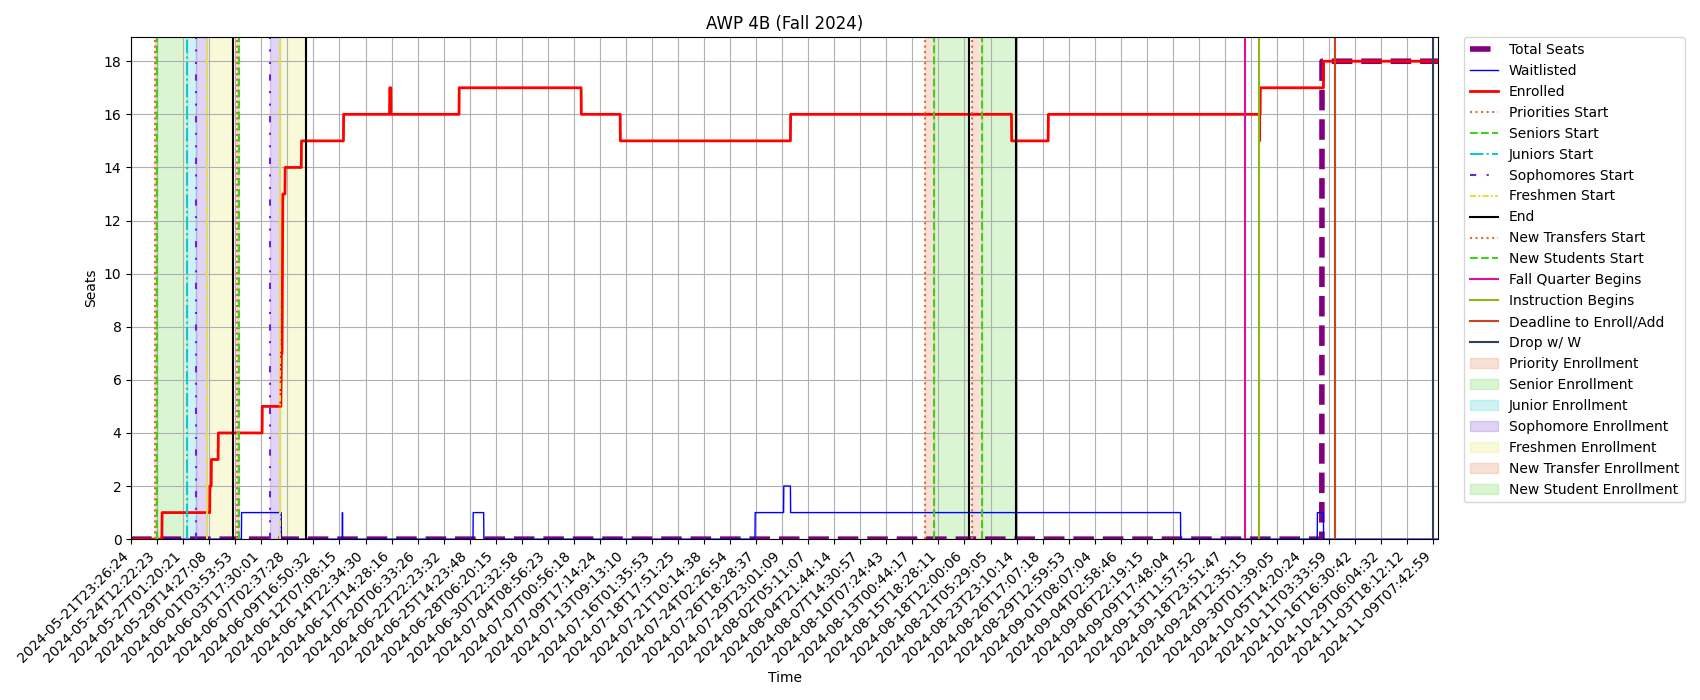 AWP 4B (Fall 2024)
Seats
18
16
14
12
10
8
6
4
2
0
2024-05-21T23:26:24
2024-05-24T12:22:23
2024-05-27T01:20:21
2024-05-29T14:27:08
2024-06-01T03:53:53
2024-06-03T17:30:01
2024-06-07T02:37:28
2024-06-09T16:50:32
2024-06-12T07:08:15
2024-06-14T22:34:30
2024-06-17T14:28:16
2024-06-20T06:33:26
2024-06-22T23:23:32
2024-06-25T14:23:48
2024-06-28T06:20:15
2024-06-30T22:32:58
2024-07-04T08:56:23
2024-07-07T00:56:18
2024-07-09T17:14:24
2024-07-13T09:13:10
2024-07-16T01:35:53
2024-07-18T17:51:25
2024-07-21T10:14:38
2024-07-24T02:26:54
2024-07-26T18:28:37
2024-07-29T23:01:09
2024-08-02T05:11:07
2024-08-04T21:44:14
2024-08-07T14:30:57
2024-08-10T07:24:43
2024-08-13T00:44:17
2024-08-15T18:28:11
2024-08-18T12:00:06
2024-08-21T05:29:05
2024-08-23T23:10:14
2024-08-26T17:07:18
2024-08-29T12:59:53
2024-09-01T08:07:04
2024-09-04T02:58:46
2024-09-06T22:19:15
2024-09-09T17:48:04
2024-09-13T11:57:52
2024-09-18T23:51:47
2024-09-24T12:35:15
2024-09-30T01:39:05
2024-10-05T14:20:24
2024-10-11T03:33:59
2024-10-16T16:30:42
2024-10-29T06:04:32
2024-11-03T18:12:12
2024-11-09T07:42:59
Time
Total Seats
Waitlisted
Enrolled
Priorities Start
Seniors Start
Juniors Start
Sophomores Start
Freshmen Start
End
New Transfers Start
New Students Start
Fall Quarter Begins
Instruction Begins
Deadline to Enroll/Add
Drop w/ W
Priority Enrollment
Senior Enrollment
Junior Enrollment
Sophomore Enrollment
Freshmen Enrollment
New Transfer Enrollment
New Student Enrollment